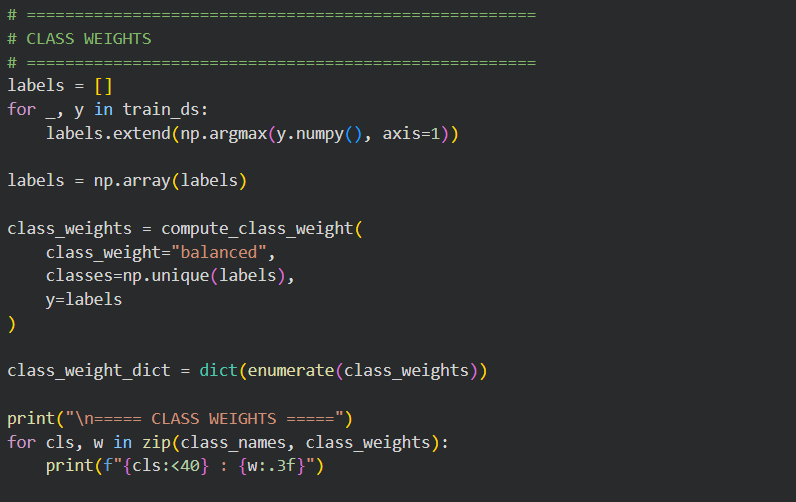 # =====================================================
# CLASS WEIGHTS
# =====================================================
labels = []
for _, y in train_ds:
    labels.extend(np.argmax(y.numpy(), axis=1))
labels = np.array(labels)
class_weights = compute_class_weight(
    class_weight="balanced",
    classes=np.unique(labels),
    y=labels
)
class_weight_dict = dict(enumerate(class_weights))
print("\n===== CLASS WEIGHTS =====")
for cls, w in zip(class_names, class_weights):
    print(f"{cls:<40} : {w:.3f}")